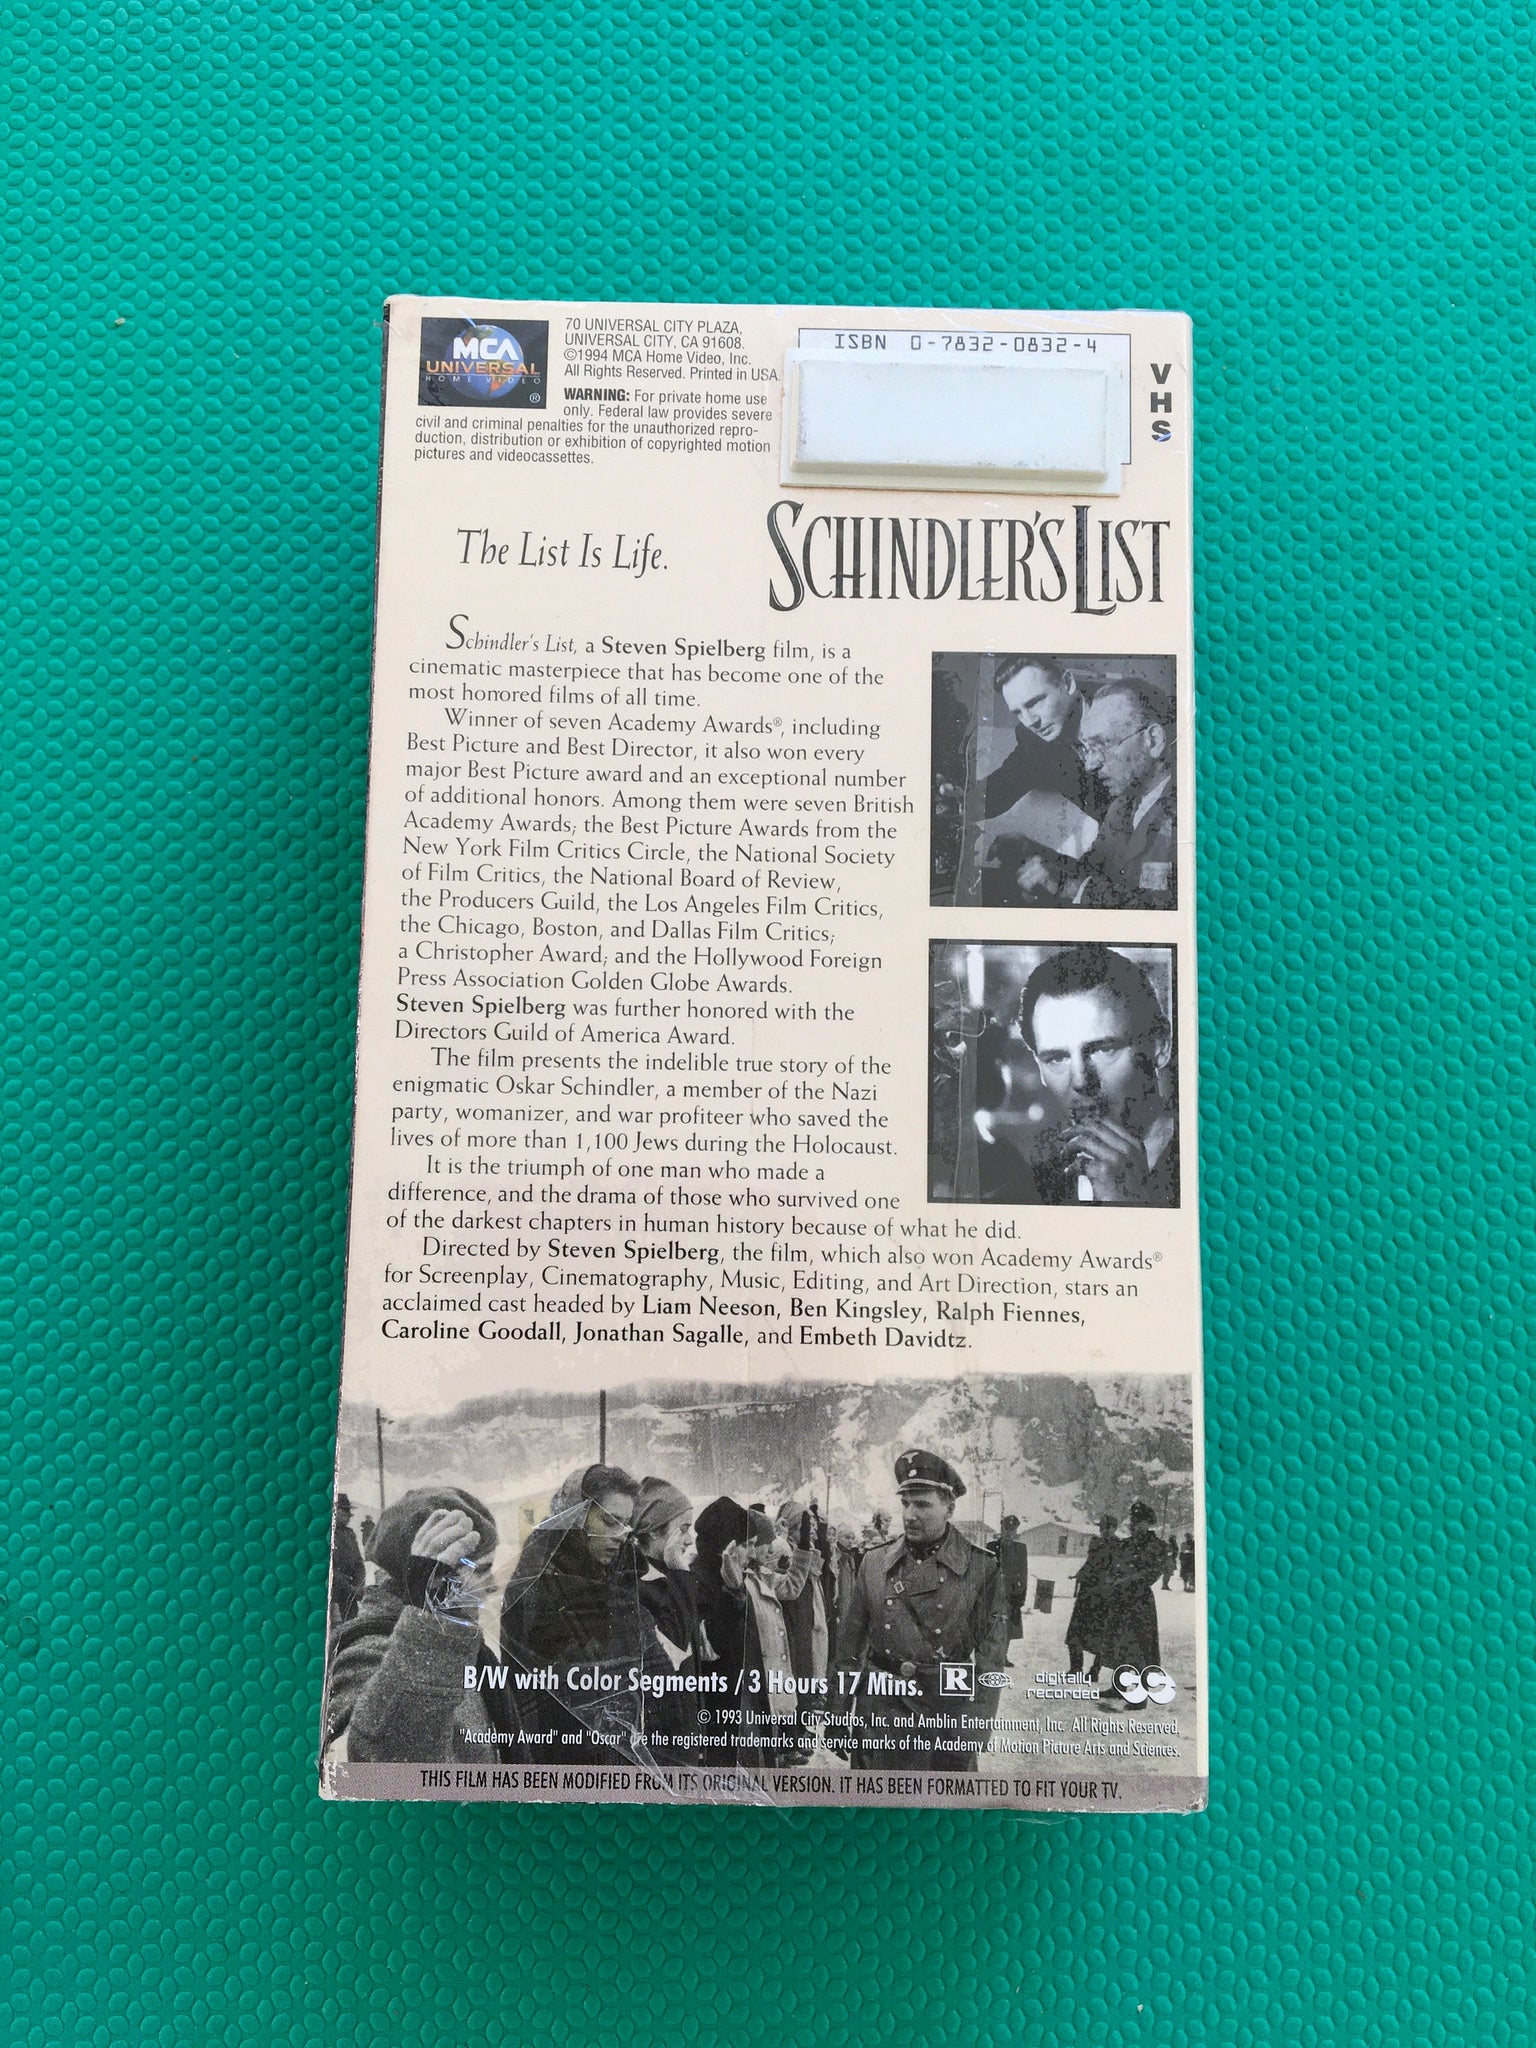 MCA
UNIVERSAL
HOME VIDEO
®
70 UNIVERSAL CITY PLAZA,
UNIVERSAL CITY, CA 91608.
©1994 MCA Home Video, Inc.
All Rights Reserved. Printed in USA.
WARNING: For private home use
only. Federal law provides severe
civil and criminal penalties for the unauthorized repro-
duction, distribution or exhibition of copyrighted motion
pictures and videocassettes.
ISBN 0-7832-0832-4
VHS
The List Is Life.
SCHINDLER'S LIST
Schindler's List, a Steven Spielberg film, is a
cinematic masterpiece that has become one of the
most honored films of all time.
Winner of seven Academy Awards®, including
Best Picture and Best Director, it also won every
major Best Picture award and an exceptional number
of additional honors. Among them were seven British
Academy Awards; the Best Picture Awards from the
New York Film Critics Circle, the National Society
of Film Critics, the National Board of Review,
the Producers Guild, the Los Angeles Film Critics,
the Chicago, Boston, and Dallas Film Critics;
a Christopher Award; and the Hollywood Foreign
Press Association Golden Globe Awards.
Steven Spielberg was further honored with the
Directors Guild of America Award.
The film presents the indelible true story of the
enigmatic Oskar Schindler, a member of the Nazi
party, womanizer, and war profiteer who saved the
lives of more than 1,100 Jews during the Holocaust.
It is the triumph of one man who made a
difference, and the drama of those who survived one
of the darkest chapters in human history because of what he did.
Directed by Steven Spielberg, the film, which also won Academy Awards®
for Screenplay, Cinematography, Music, Editing, and Art Direction, stars an
acclaimed cast headed by Liam Neeson, Ben Kingsley, Ralph Fiennes,
Caroline Goodall, Jonathan Sagalle, and Embeth Davidtz.
B/W with Color Segments / 3 Hours 17 Mins. R digitally recorded CC
© 1993 Universal City Studios, Inc. and Amblin Entertainment, Inc. All Rights Reserved.
"Academy Award" and "Oscar" are the registered trademarks and service marks of the Academy of Motion Picture Arts and Sciences.
THIS FILM HAS BEEN MODIFIED FROM ITS ORIGINAL VERSION. IT HAS BEEN FORMATTED TO FIT YOUR TV.